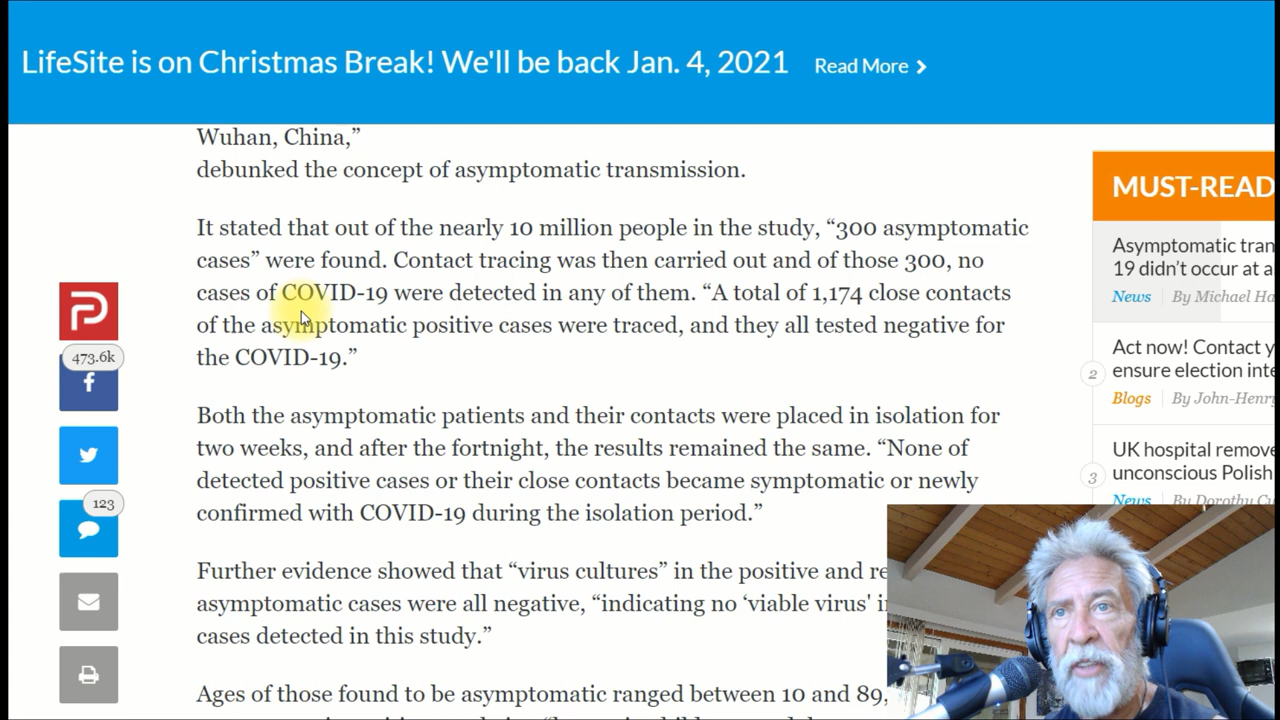 LifeSite is on Christmas Break! We'll be back Jan. 4, 2021 Read More
Wuhan, China,”
debunked the concept of asymptomatic transmission.
It stated that out of the nearly 10 million people in the study, “300 asymptomatic
cases” were found. Contact tracing was then carried out and of those 300, no
cases of COVID-19 were detected in any of them. “A total of 1,174 close contacts
of the asymptomatic positive cases were traced, and they all tested negative for
the COVID-19.”
Both the asymptomatic patients and their contacts were placed in isolation for
two weeks, and after the fortnight, the results remained the same. “None of
detected positive cases or their close contacts became symptomatic or newly
confirmed with COVID-19 during the isolation period.”
Further evidence showed that “virus cultures” in the positive and re
asymptomatic cases were all negative, “indicating no ‘viable virus’
cases detected in this study.”
Ages of those found to be asymptomatic ranged between 10 and 89,
473.6k
123
MUST-READ
Asymptomatic tran
19 didn’t occur at a
News By Michael Ha
2
Act now! Contact y
ensure election inte
Blogs By John-Henry
3
UK hospital remove
unconscious Polish
News By Dorothy Cu